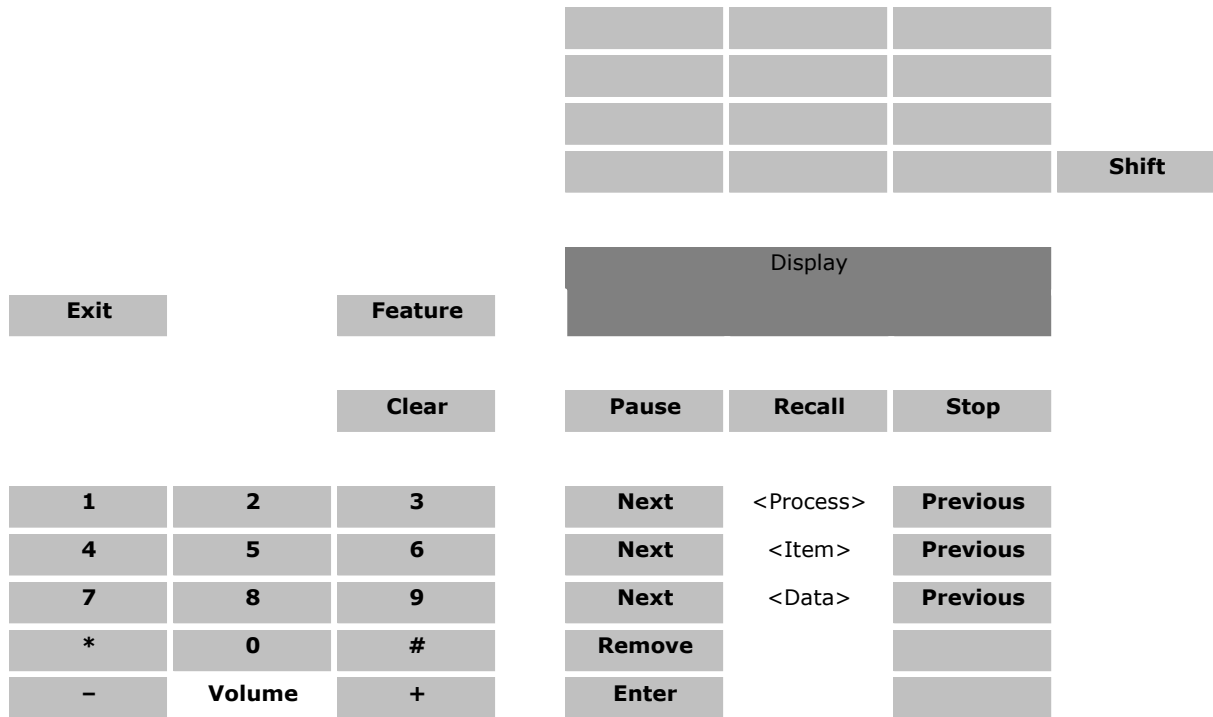 Shift
Display
Exit Feature
Clear Pause Recall Stop
1 2 3 Next <Process> Previous
4 5 6 Next <Item> Previous
7 8 9 Next <Data> Previous
* 0 # Remove
– Volume + Enter